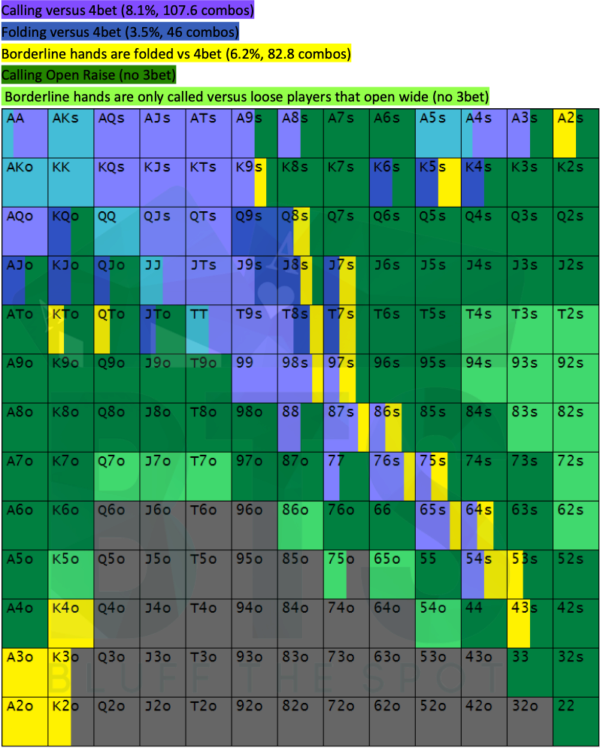 Calling versus 4bet (8.1%, 107.6 combos)
Folding versus 4bet (3.5%, 46 combos)
Borderline hands are folded vs 4bet (6.2%, 82.8 combos)
Calling Open Raise (no 3bet)
Borderline hands are only called versus loose players that open wide (no 3bet)
AA AKs AQs AJs ATs A9s A8s A7s A6s A5s A4s A3s A2s
AKo KK KQs KJs KTs K9s K8s K7s K6s K5s K4s K3s K2s
AQo KQo QQ QJs QTs Q9s Q8s Q7s Q6s Q5s Q4s Q3s Q2s
AJo KJo QJo JJ JTs J9s J8s J7s J6s J5s J4s J3s J2s
ATo KTo QTo JTo TT T9s T8s T7s T6s T5s T4s T3s T2s
A9o K9o Q9o J9o T9o 99 98s 97s 96s 95s 94s 93s 92s
A8o K8o Q8o J8o T8o 98o 88 87s 86s 85s 84s 83s 82s
A7o K7o Q7o J7o T7o 97o 87o 77 76s 75s 74s 73s 72s
A6o K6o Q6o J6o T6o 96o 86o 76o 66 65s 64s 63s 62s
A5o K5o Q5o J5o T5o 95o 85o 75o 65o 55 54s 53s 52s
A4o K4o Q4o J4o T4o 94o 84o 74o 64o 54o 44 43s 42s
A3o K3o Q3o J3o T3o 93o 83o 73o 63o 53o 43o 33 32s
BLUFF THE SPOT
A2o K2o Q2o J2o T2o 92o 82o 72o 62o 52o 42o 32o 22